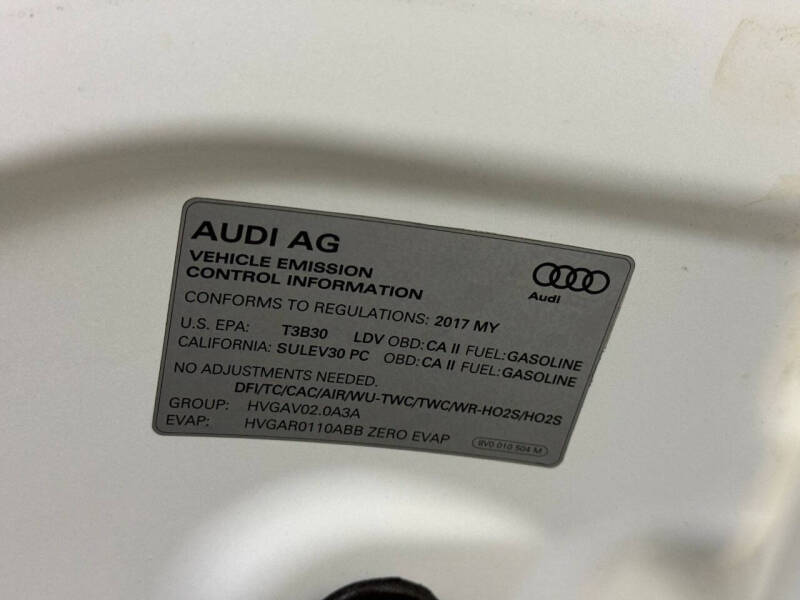 AUDI AG
VEHICLE EMISSION
CONTROL INFORMATION
Audi
CONFORMS TO REGULATIONS: 2017 MY
U.S. EPA: T3B30 LDV OBD: CA II FUEL: GASOLINE
CALIFORNIA: SULEV30 PC OBD: CA II FUEL: GASOLINE
NO ADJUSTMENTS NEEDED.
DFI/TC/CAC/AIR/WU-TWC/TWC/WR-HO2S/HO2S
GROUP: HVGAV02.0A3A
EVAP: HVGAR0110ABB ZERO EVAP
8V0 010 504 M